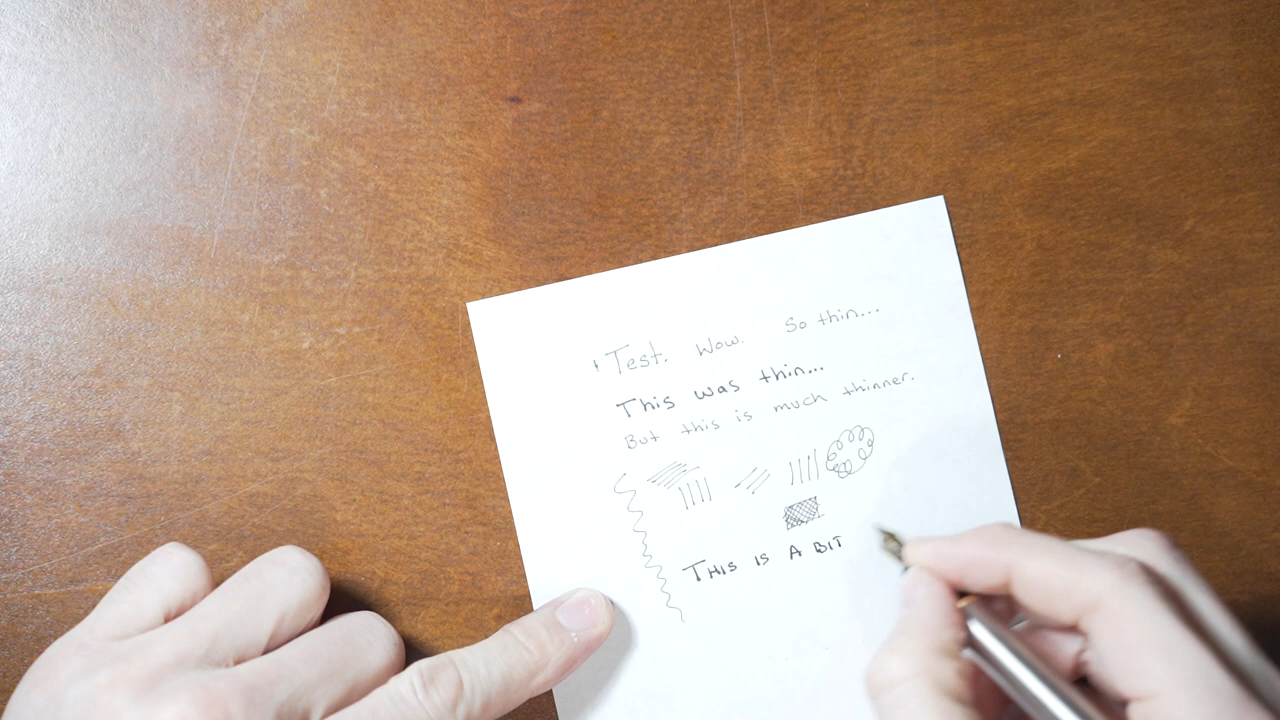 Test. Wow. So thin...
This was thin...
But this is much thinner.
THIS IS A BIT